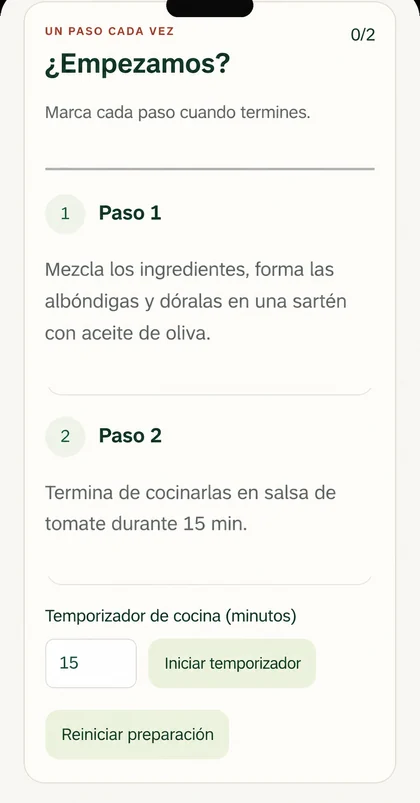 UN PASO CADA VEZ
0/2
¿Empezamos?
Marca cada paso cuando termines.
1 Paso 1
Mezcla los ingredientes, forma las
albóndigas y dóralas en una sartén
con aceite de oliva.
2 Paso 2
Termina de cocinarlas en salsa de
tomate durante 15 min.
Temporizador de cocina (minutos)
15 Iniciar temporizador
Reiniciar preparación